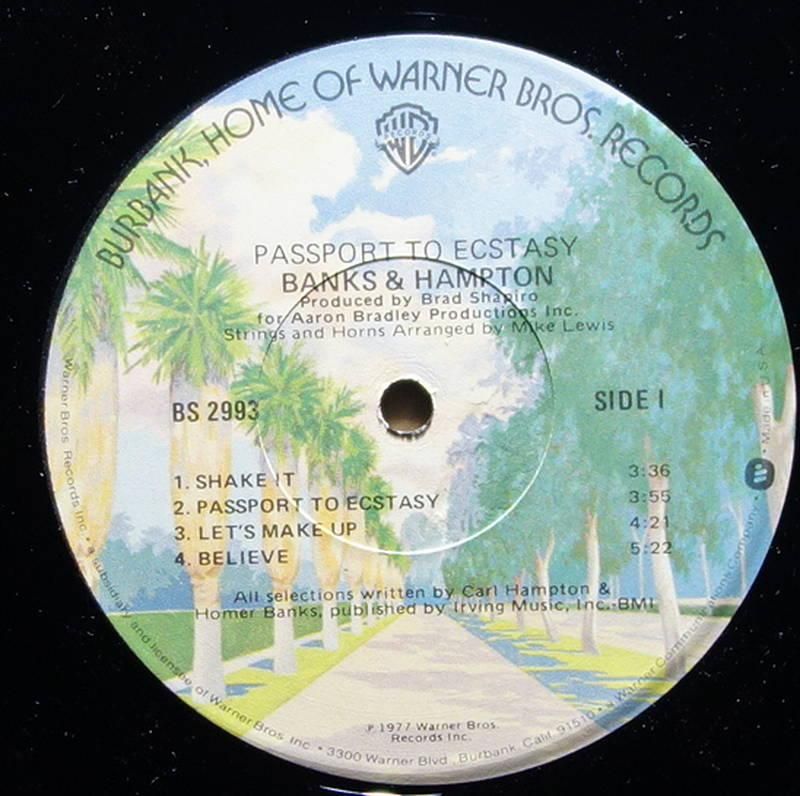 BURBANK, HOME OF WARNER BROS. RECORDS
WB
RECORDS
PASSPORT TO ECSTASY
BANKS & HAMPTON
Produced by Brad Shapiro
for Aaron Bradley Productions Inc.
Strings and Horns Arranged by Mike Lewis
BS 2993
SIDE I
1. SHAKE IT 3:36
2. PASSPORT TO ECSTASY 3:55
3. LET'S MAKE UP 4:21
4. BELIEVE 5:22
All selections written by Carl Hampton &
Homer Banks, published by Irving Music, Inc.-BMI
℗ 1977 Warner Bros.
Records Inc.
Warner Bros. Records Inc. • a subsidiary and licensee of Warner Bros. Inc. • 3300 Warner Blvd., Burbank, Calif. 91510 • a Warner Communications Company • Made in U.S.A.